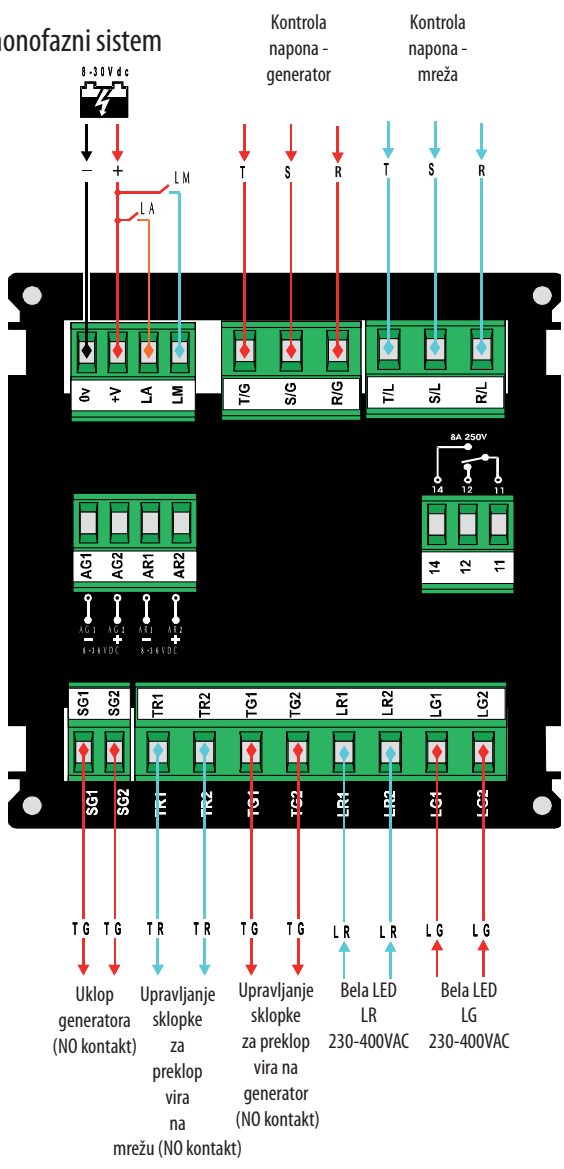 monofazni sistem
Kontrola
napona -
generator
Kontrola
napona -
mreža
8-30Vdc
− +
LM
LA
T S R
T S R
0v +V LA LM
T/G S/G R/G
T/L S/L R/L
8A 250V
14 12 11
14 12 11
AG1 AG2 AR1 AR2
AG1 AG2 AR1 AR2
− + − +
8-36VDC 8-36VDC
SG1 SG2 TR1 TR2 TG1 TG2 LR1 LR2 LG1 LG2
SG1 SG2 TR1 TR2 TG1 TG2 LR1 LR2 LG1 LG2
TG TG TR TR TG TG LR LR LG LG
Uklop
generatora
(NO kontakt)
Upravljanje
sklopke
za
preklop
vira
na
mrežu (NO kontakt)
Upravljanje
sklopke
za preklop
vira na
generator
(NO kontakt)
Bela LED
LR
230-400VAC
Bela LED
LG
230-400VAC